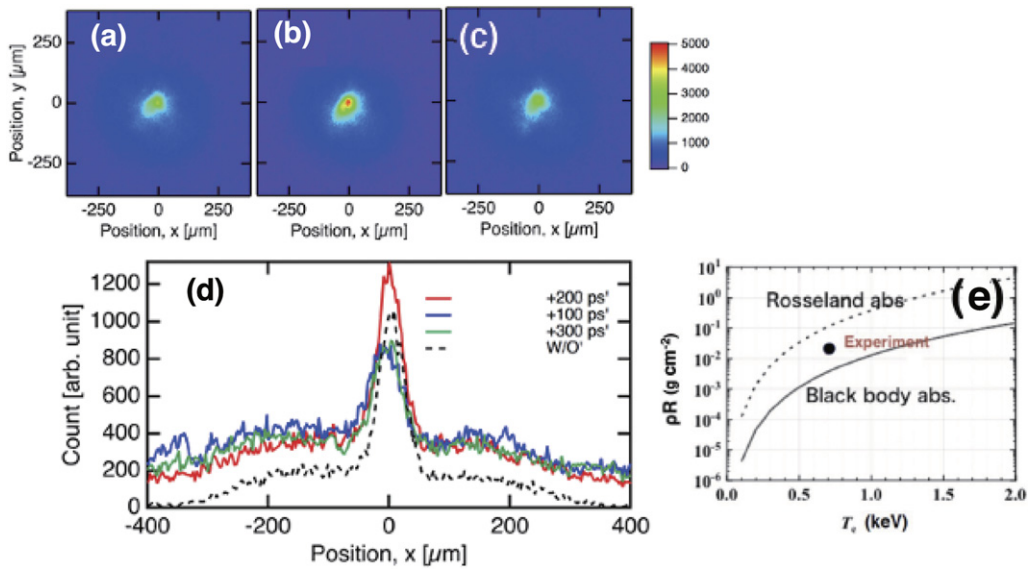 (a)
(b)
(c)
250
0
-250
Position, y [µm]
-250 0 250
-250 0 250
-250 0 250
Position, x [µm]
Position, x [µm]
Position, x [µm]
5000
4000
3000
2000
1000
0
(d)
1200
1000
800
600
400
200
0
Count [arb. unit]
+200 ps'
+100 ps'
+300 ps'
W/O'
-400 -200 0 200 400
Position, x [µm]
(e)
10¹
10⁰
10⁻¹
10⁻²
10⁻³
10⁻⁴
10⁻⁵
10⁻⁶
ρR (g cm⁻²)
Rosseland abs
Experiment
Black body abs.
0.0 0.5 1.0 1.5 2.0
Tₑ (keV)